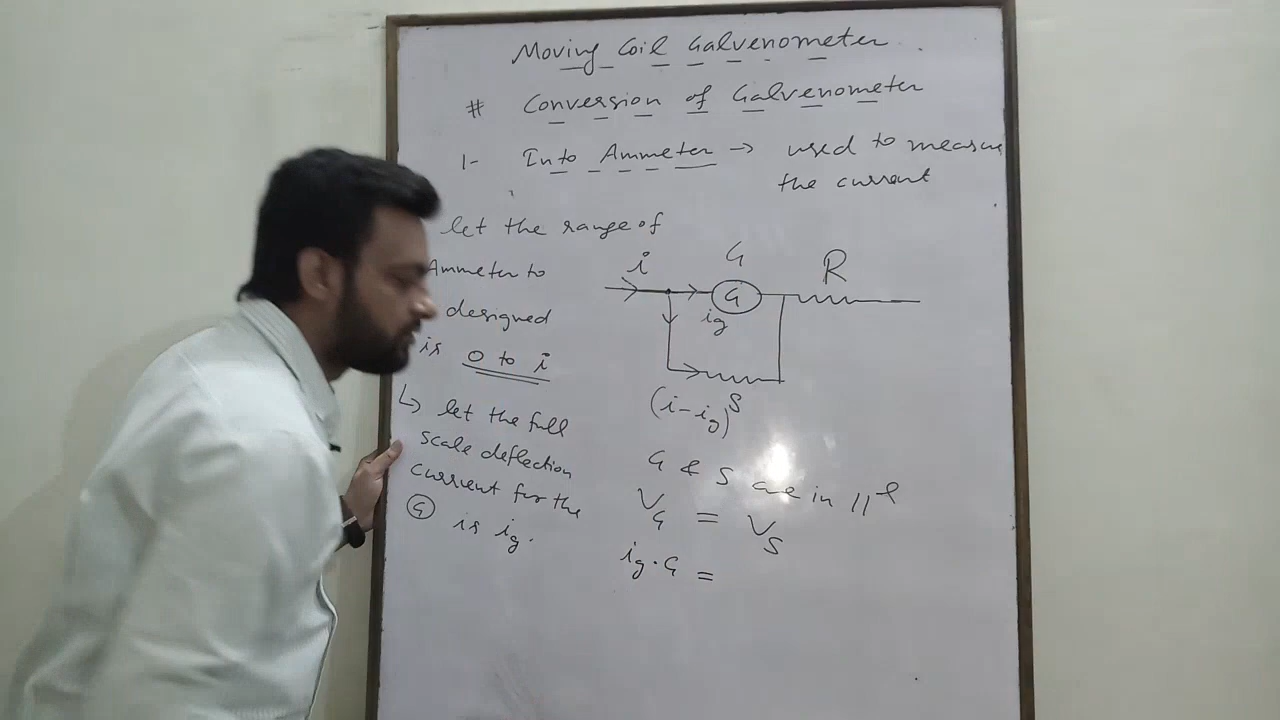 Moving Coil Galvenometer
# Conversion of Galvenometer
1- Into Ammeter → used to measure
the current
let the range of
Ammeter to
designed
is 0 to i
↳ let the full
scale deflection
current for the
G is ig.
i G R
G
ig
(i-ig) S
G & S are in ||l
VG = VS
ig.G =